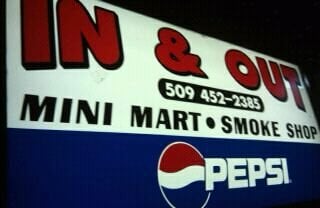 IN & OUT
509 452-2385
MINI MART • SMOKE SHOP
PEPSI